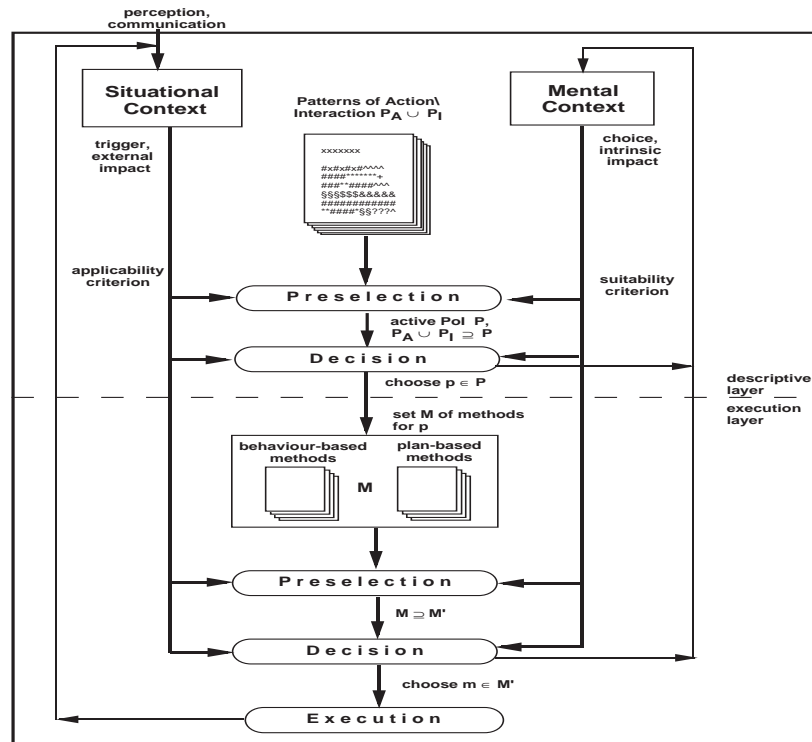 perception,
communication
Situational
Context
Patterns of Action\
Interaction P_A ∪ P_I
Mental
Context
trigger,
external
impact
xxxxxxx
#x#x#x#^^^^
####*******+
###**####^^^
§§§$$$&&&&&
############
**####*§§???^
choice,
intrinsic
impact
applicability
criterion
suitability
criterion
Preselection
active PoI P,
P_A ∪ P_I ⊇ P
Decision
choose p ∈ P
descriptive
layer
execution
layer
set M of methods
for p
behaviour-based
methods
plan-based
methods
M
Preselection
M ⊇ M'
Decision
choose m ∈ M'
Execution